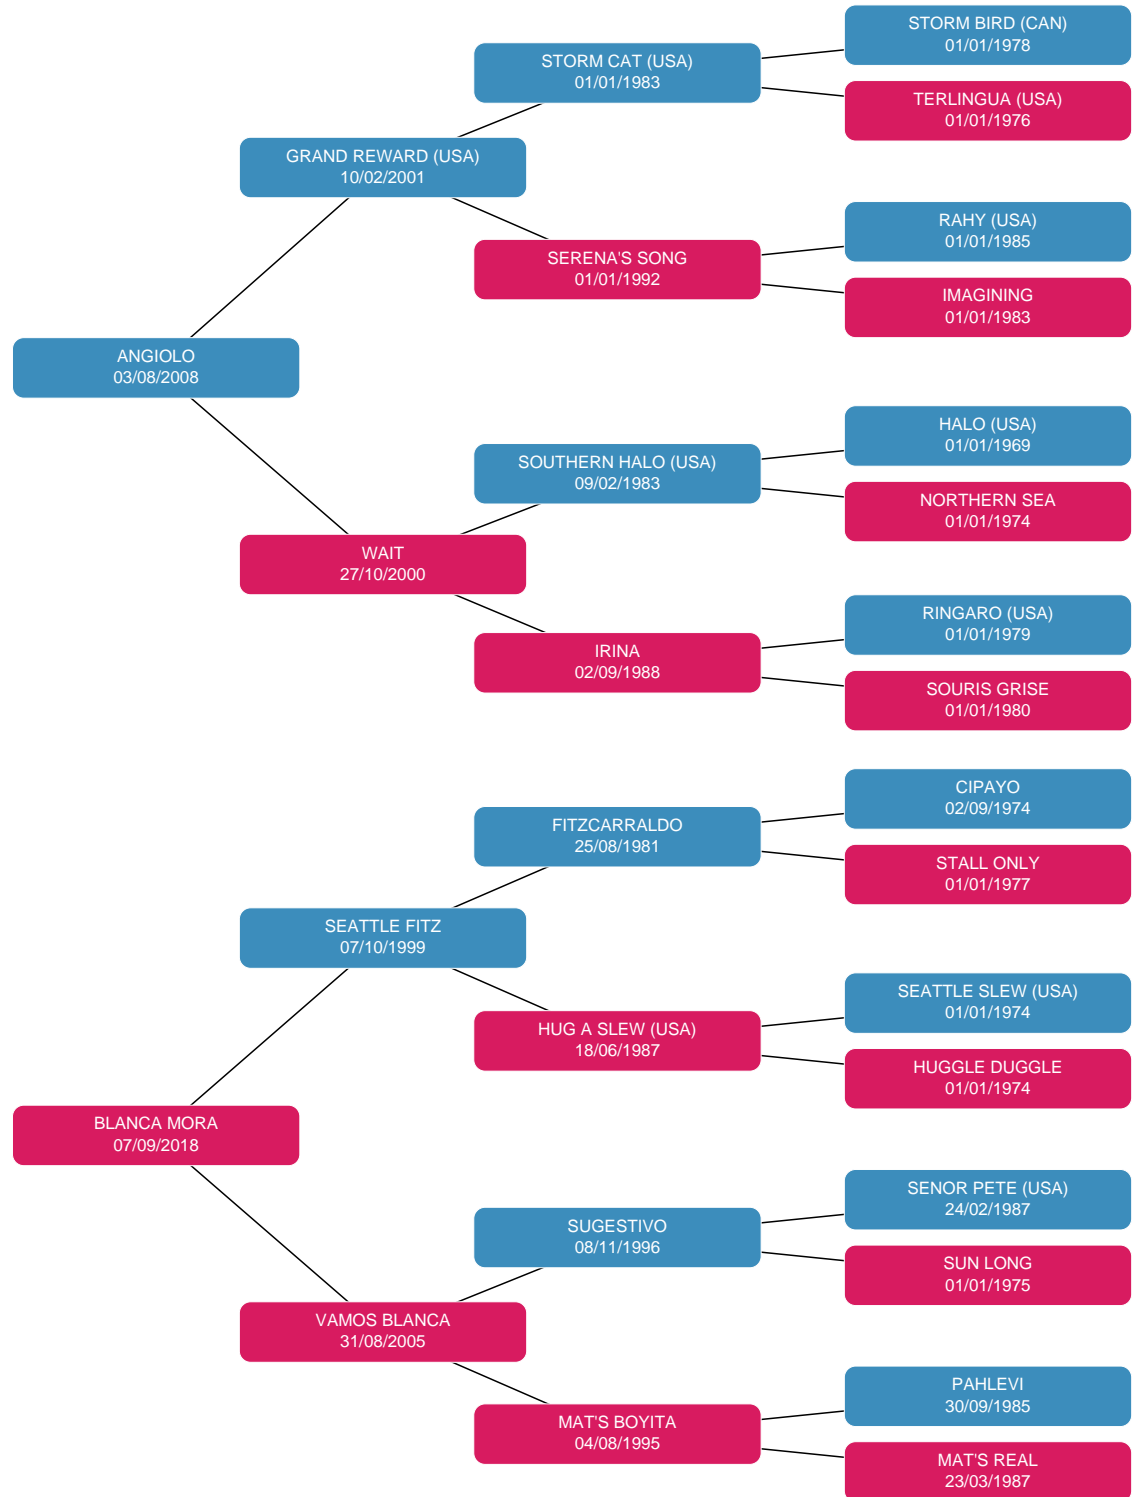 STORM BIRD (CAN)
01/01/1978
STORM CAT (USA)
01/01/1983
TERLINGUA (USA)
01/01/1976
GRAND REWARD (USA)
10/02/2001
RAHY (USA)
01/01/1985
SERENA'S SONG
01/01/1992
IMAGINING
01/01/1983
ANGIOLO
03/08/2008
HALO (USA)
01/01/1969
SOUTHERN HALO (USA)
09/02/1983
NORTHERN SEA
01/01/1974
WAIT
27/10/2000
RINGARO (USA)
01/01/1979
IRINA
02/09/1988
SOURIS GRISE
01/01/1980
CIPAYO
02/09/1974
FITZCARRALDO
25/08/1981
STALL ONLY
01/01/1977
SEATTLE FITZ
07/10/1999
SEATTLE SLEW (USA)
01/01/1974
HUG A SLEW (USA)
18/06/1987
HUGGLE DUGGLE
01/01/1974
BLANCA MORA
07/09/2018
SENOR PETE (USA)
24/02/1987
SUGESTIVO
08/11/1996
SUN LONG
01/01/1975
VAMOS BLANCA
31/08/2005
PAHLEVI
30/09/1985
MAT'S BOYITA
04/08/1995
MAT'S REAL
23/03/1987